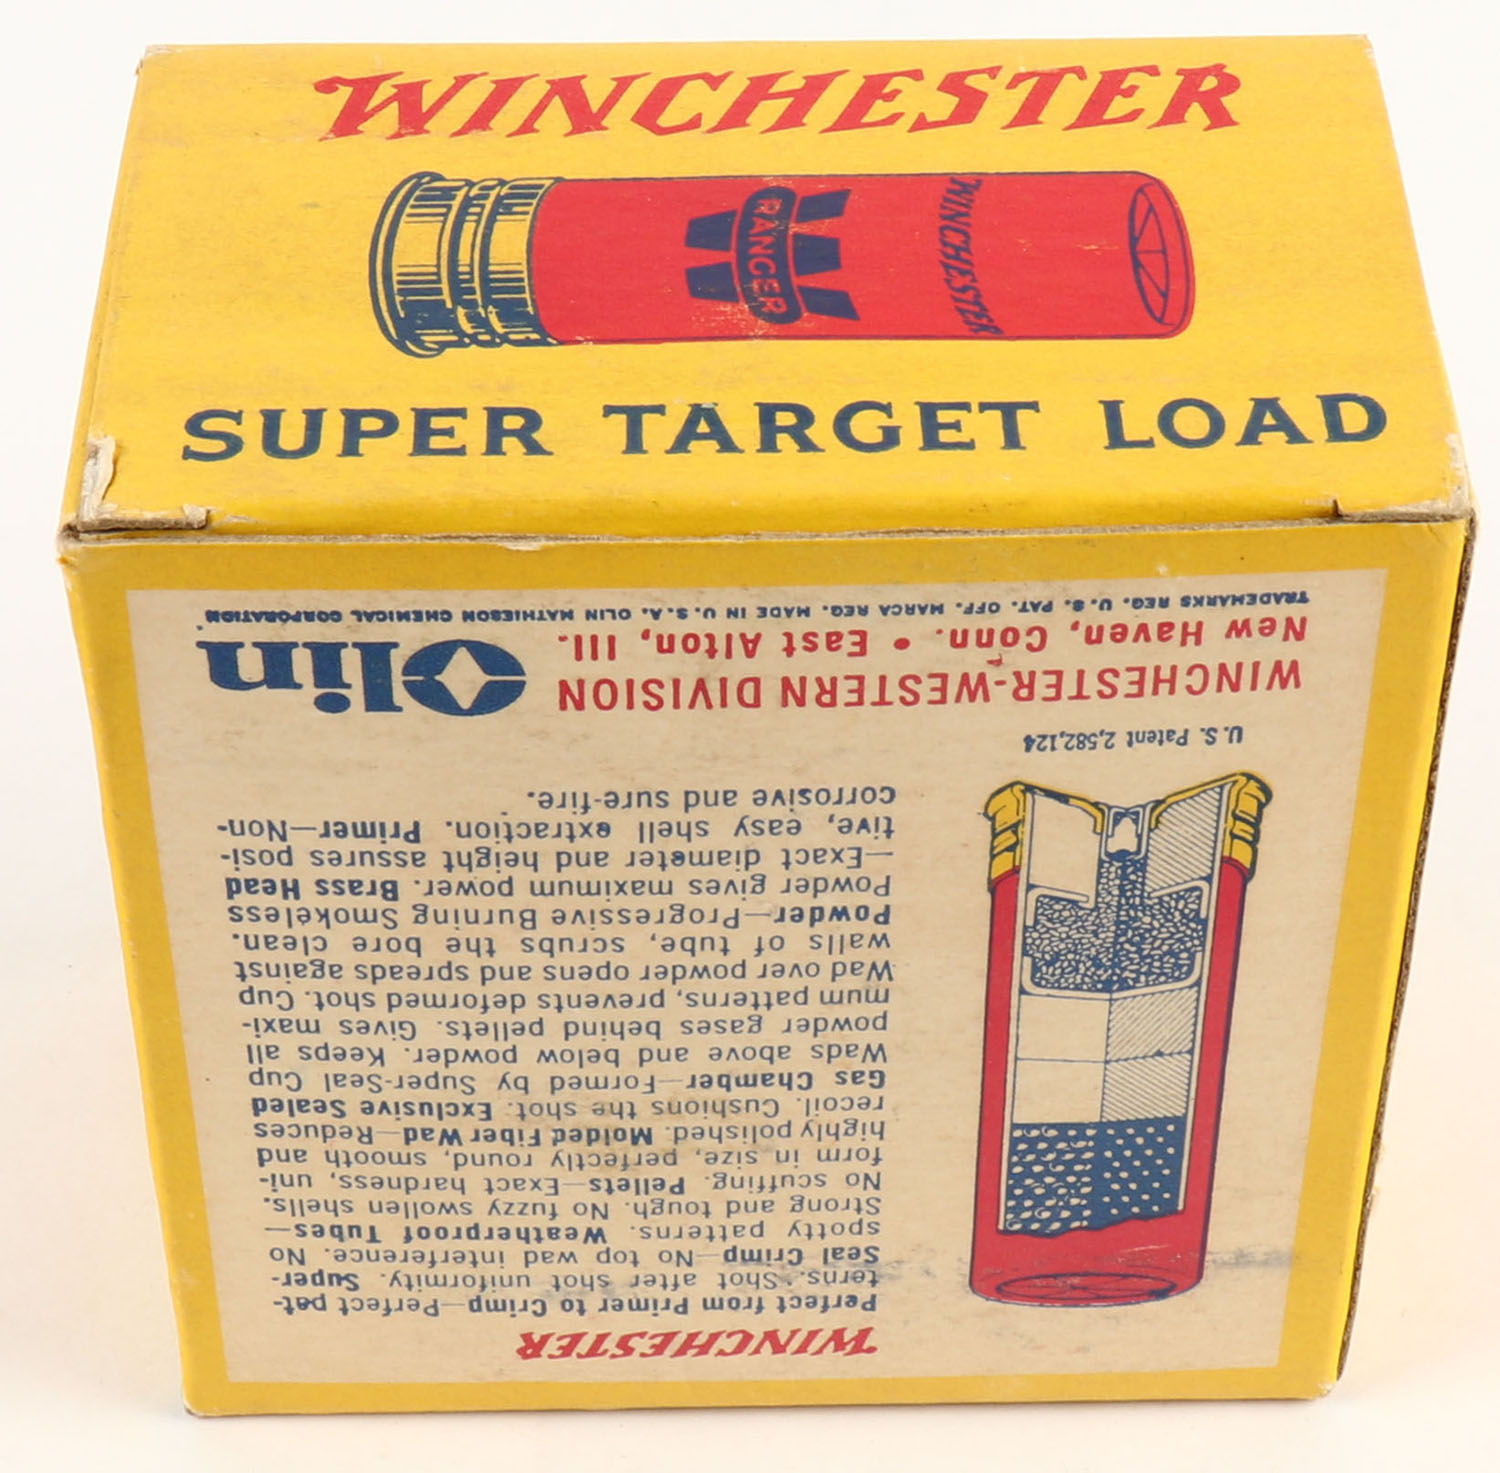 WINCHESTER
RANGER
WINCHESTER
SUPER TARGET LOAD
WINCHESTER
Perfect from Primer to Crimp—Perfect pat-
terns. Shot after shot uniformity. Super-
Seal Crimp—No top wad interference. No
spotty patterns. Weatherproof Tubes—
Strong and tough. No fuzzy swollen shells.
No scuffing. Pellets—Exact hardness, uni-
form in size, perfectly round, smooth and
highly polished. Molded Fiber Wad—Reduces
recoil. Cushions the shot. Exclusive Sealed
Gas Chamber—Formed by Super-Seal Cup
Wads above and below powder. Keeps all
powder gases behind pellets. Gives maxi-
mum patterns, prevents deformed shot. Cup
Wad over powder opens and spreads against
walls of tube, scrubs the bore clean.
Powder—Progressive Burning Smokeless
Powder gives maximum power. Brass Head
—Exact diameter and height assures posi-
tive, easy shell extraction. Primer—Non-
corrosive and sure-fire.
U.S. Patent 2,582,124
WINCHESTER-WESTERN DIVISION
New Haven, Conn. • East Alton, Ill.
Olin
TRADEMARKS REG. U.S. PAT. OFF. MARCA REG. MADE IN U.S.A. OLIN MATHIESON CHEMICAL CORPORATION